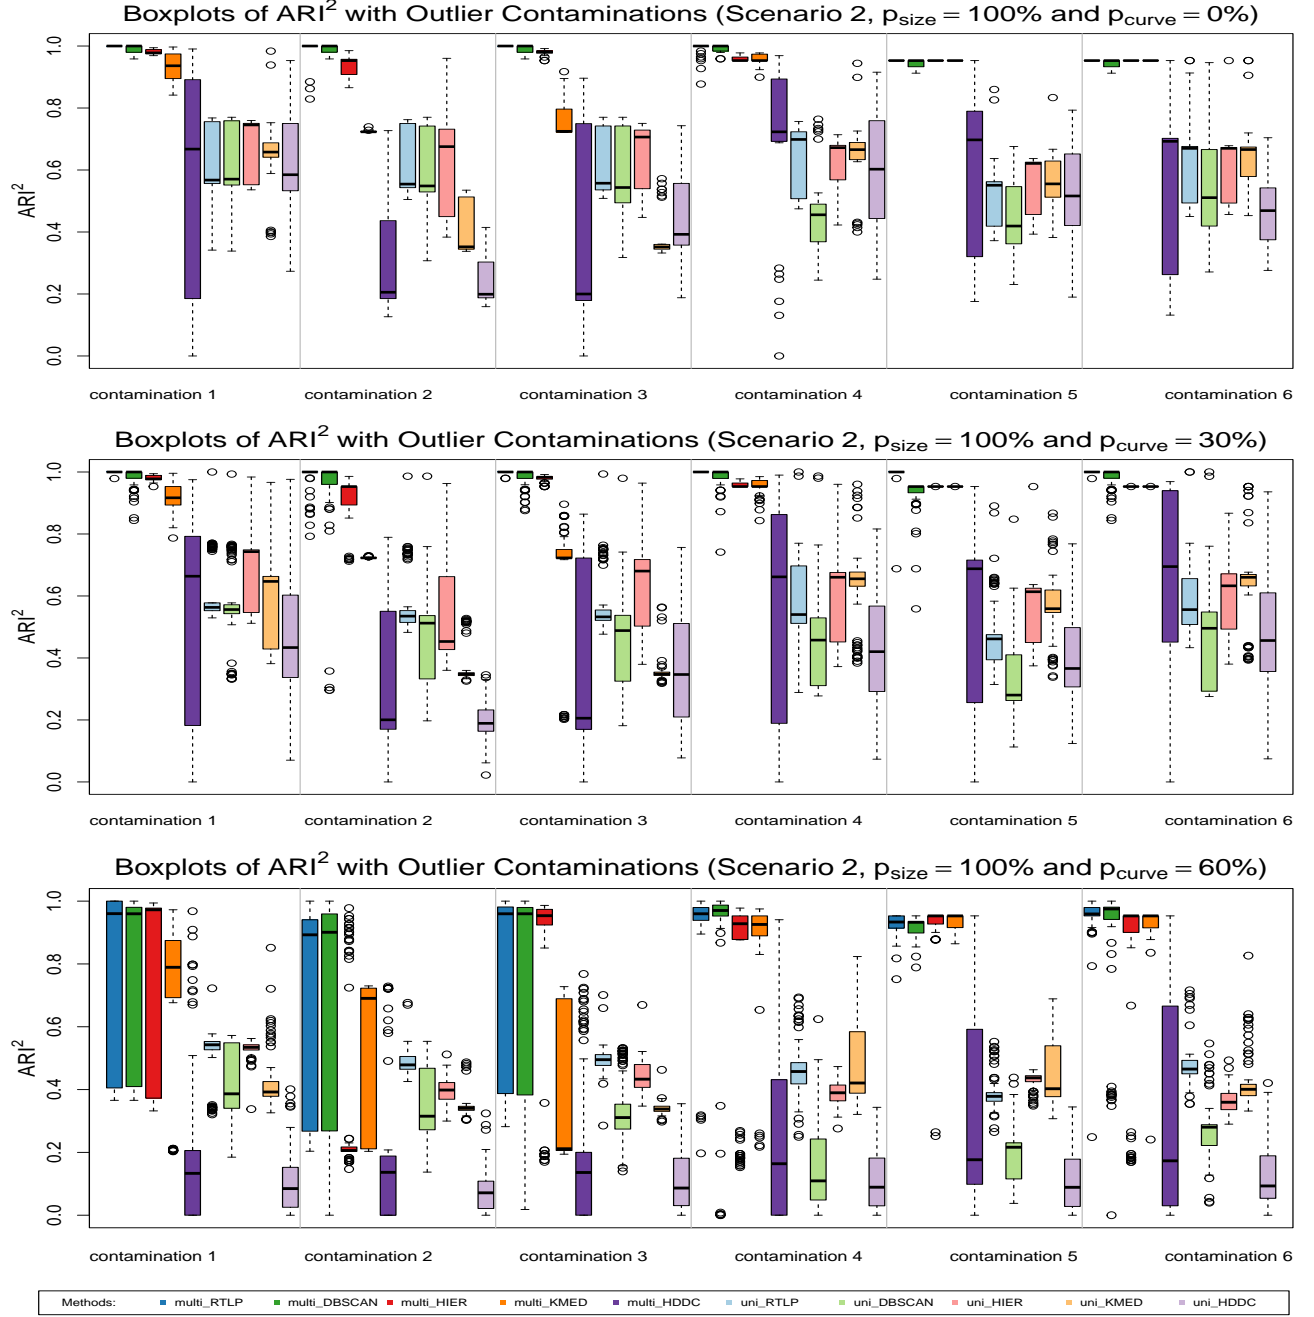 Boxplots of ARI² with Outlier Contaminations (Scenario 2, p_size = 100% and p_curve = 0%)
ARI²
1.0
0.8
0.6
0.4
0.2
0.0
contamination 1 contamination 2 contamination 3 contamination 4 contamination 5 contamination 6
Boxplots of ARI² with Outlier Contaminations (Scenario 2, p_size = 100% and p_curve = 30%)
ARI²
1.0
0.8
0.6
0.4
0.2
0.0
contamination 1 contamination 2 contamination 3 contamination 4 contamination 5 contamination 6
Boxplots of ARI² with Outlier Contaminations (Scenario 2, p_size = 100% and p_curve = 60%)
ARI²
1.0
0.8
0.6
0.4
0.2
0.0
contamination 1 contamination 2 contamination 3 contamination 4 contamination 5 contamination 6
Methods: multi_RTLP multi_DBSCAN multi_HIER multi_KMED multi_HDDC uni_RTLP uni_DBSCAN uni_HIER uni_KMED uni_HDDC